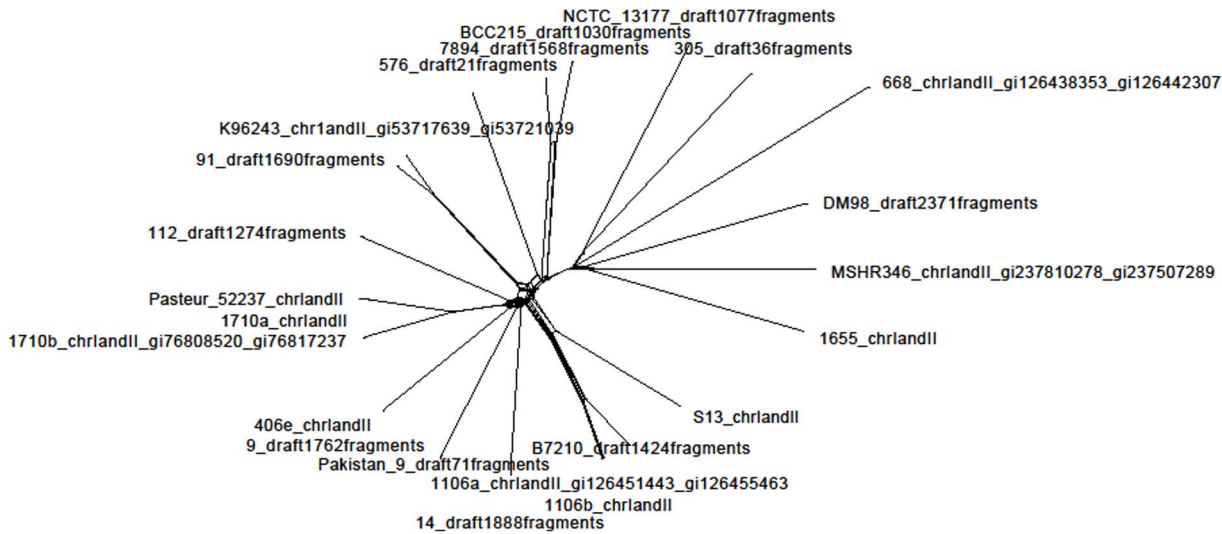 NCTC_13177_draft1077fragments
BCC215_draft1030fragments
7894_draft1568fragments
305_draft36fragments
576_draft21fragments
668_chrIandII_gi126438353_gi126442307
K96243_chr1andII_gi53717639_gi53721039
91_draft1690fragments
DM98_draft2371fragments
112_draft1274fragments
MSHR346_chrIandII_gi237810278_gi237507289
Pasteur_52237_chrIandII
1710a_chrIandII
1710b_chrIandII_gi76808520_gi76817237
1655_chrIandII
S13_chrIandII
406e_chrIandII
9_draft1762fragments
B7210_draft1424fragments
Pakistan_9_draft71fragments
1106a_chrIandII_gi126451443_gi126455463
1106b_chrIandII
14_draft1888fragments